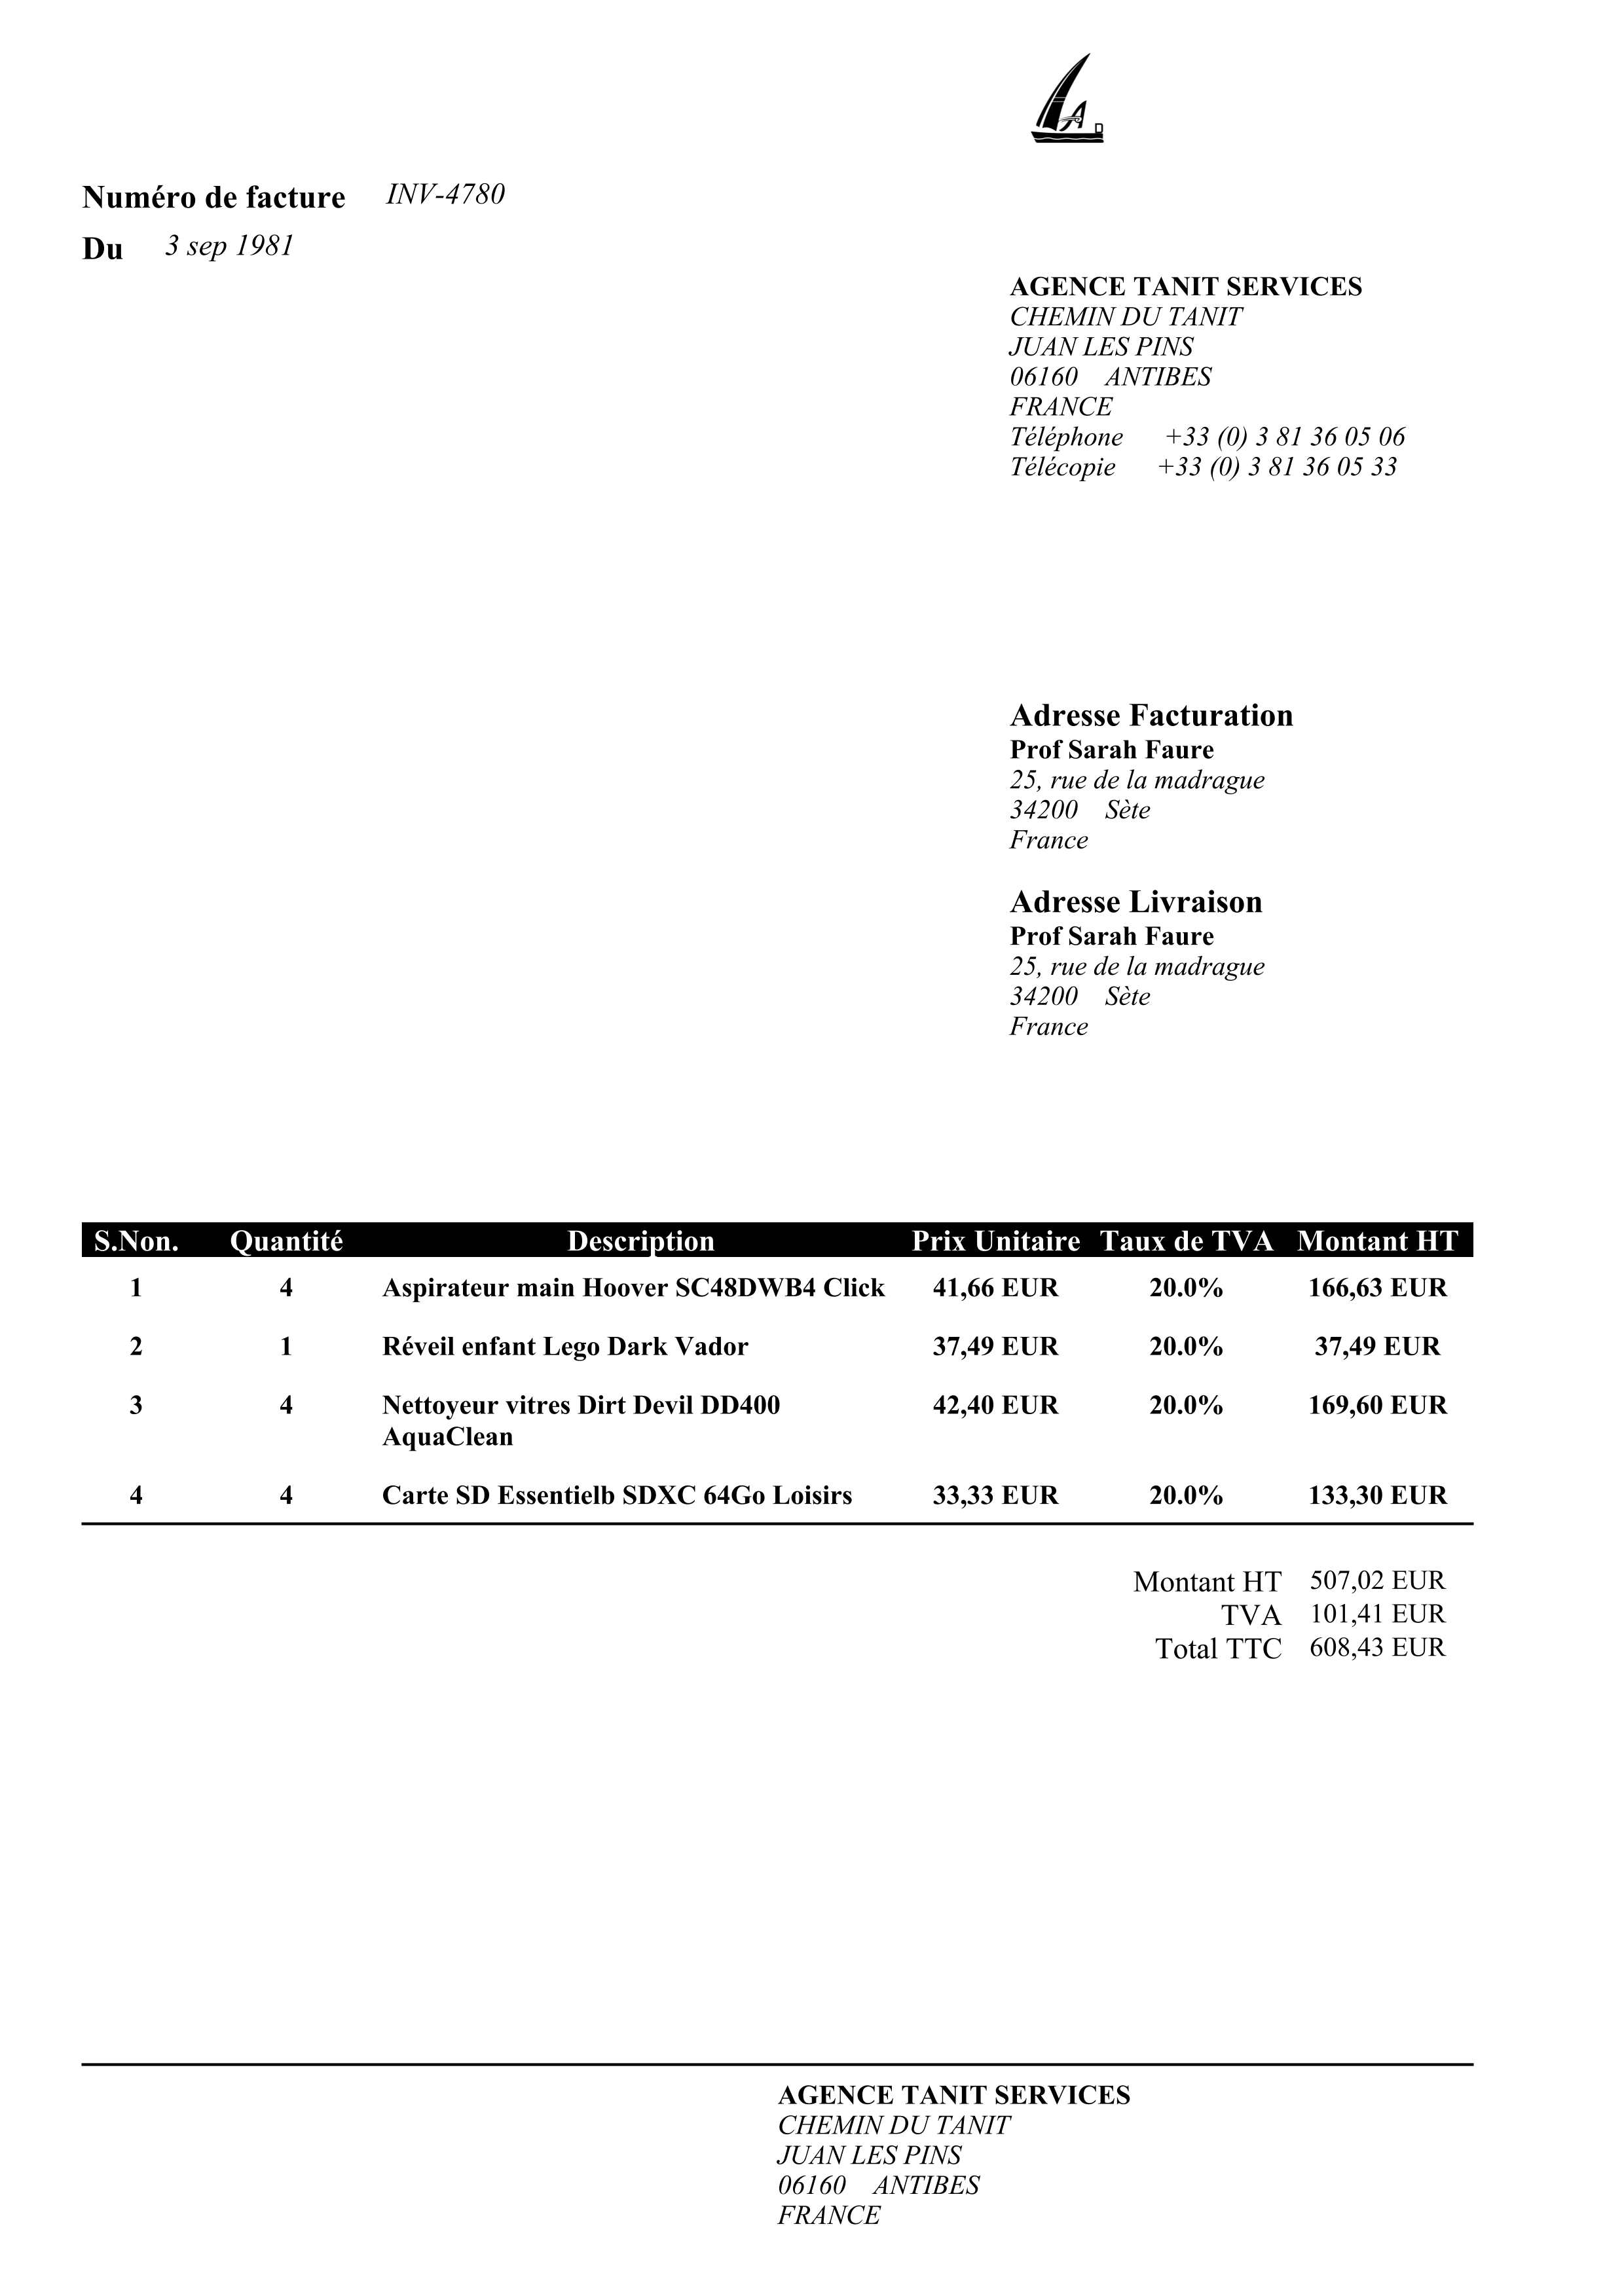 Numéro de facture INV-4780
Du 3 sep 1981
AGENCE TANIT SERVICES
CHEMIN DU TANIT
JUAN LES PINS
06160 ANTIBES
FRANCE
Téléphone +33 (0) 3 81 36 05 06
Télécopie +33 (0) 3 81 36 05 33
Adresse Facturation
Prof Sarah Faure
25, rue de la madrague
34200 Sète
France
Adresse Livraison
Prof Sarah Faure
25, rue de la madrague
34200 Sète
France
S.Non. Quantité Description Prix Unitaire Taux de TVA Montant HT
1 4 Aspirateur main Hoover SC48DWB4 Click 41,66 EUR 20.0% 166,63 EUR
2 1 Réveil enfant Lego Dark Vador 37,49 EUR 20.0% 37,49 EUR
3 4 Nettoyeur vitres Dirt Devil DD400 42,40 EUR 20.0% 169,60 EUR
AquaClean
4 4 Carte SD Essentielb SDXC 64Go Loisirs 33,33 EUR 20.0% 133,30 EUR
Montant HT 507,02 EUR
TVA 101,41 EUR
Total TTC 608,43 EUR
AGENCE TANIT SERVICES
CHEMIN DU TANIT
JUAN LES PINS
06160 ANTIBES
FRANCE